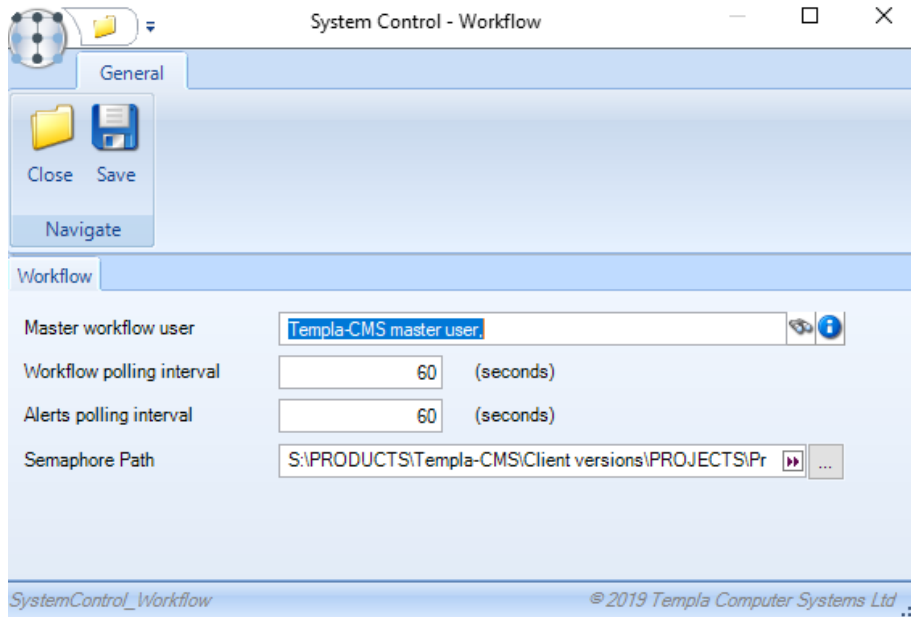 System Control - Workflow
General
Close Save
Navigate
Workflow
Master workflow user Templa-CMS master user,
Workflow polling interval 60 (seconds)
Alerts polling interval 60 (seconds)
Semaphore Path S:\PRODUCTS\Templa-CMS\Client versions\PROJECTS\Pr ...
SystemControl_Workflow © 2019 Templa Computer Systems Ltd